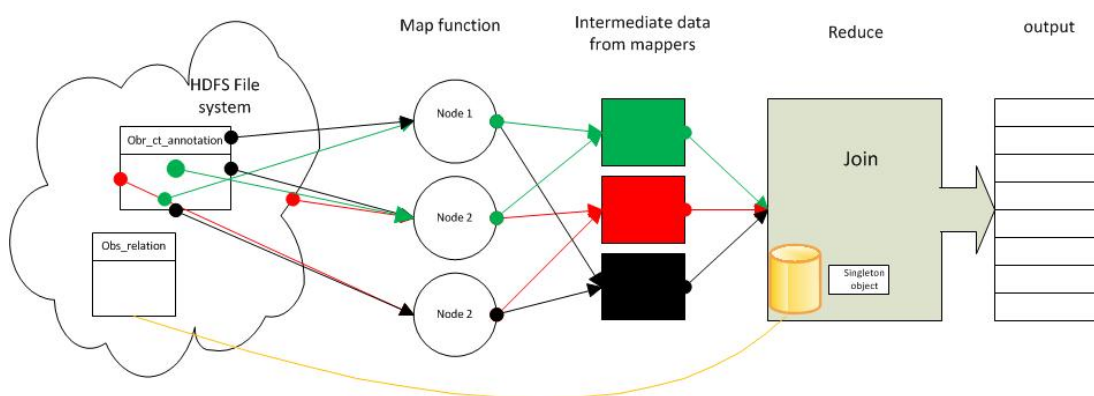 Map function
Intermediate data
from mappers
Reduce
output
HDFS File
system
Obr_ct_annotation
Obs_relation
Node 1
Node 2
Node 2
Join
Singleton
object